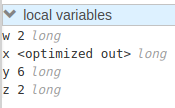 local variables
w 2 long
x <optimized out> long
y 6 long
z 2 long